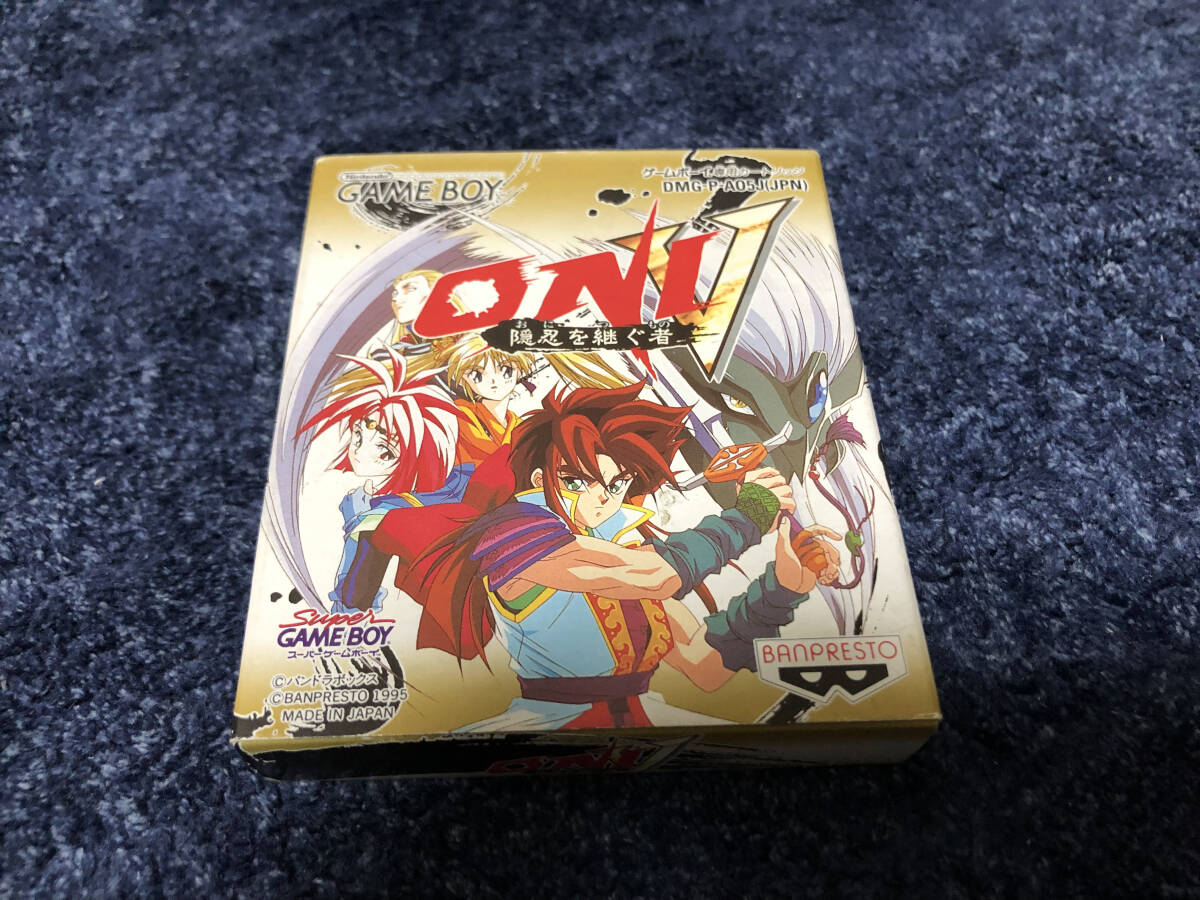 Nintendo
GAME BOY
ゲームボーイ専用カートリッジ
DMG-P-AO5J(JPN)
ONI V
隠忍を継ぐ者
Super
GAME BOY
スーパーゲームボーイ
©パンドラボックス
©BANPRESTO 1995
MADE IN JAPAN
BANPRESTO
ONI V